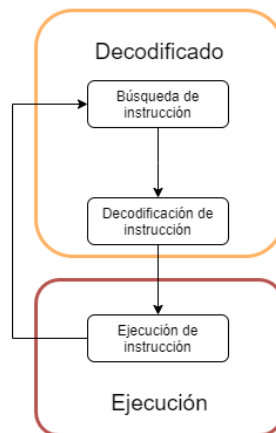 Decodificado
Búsqueda de
instrucción
Decodificación de
instrucción
Ejecución de
instrucción
Ejecución